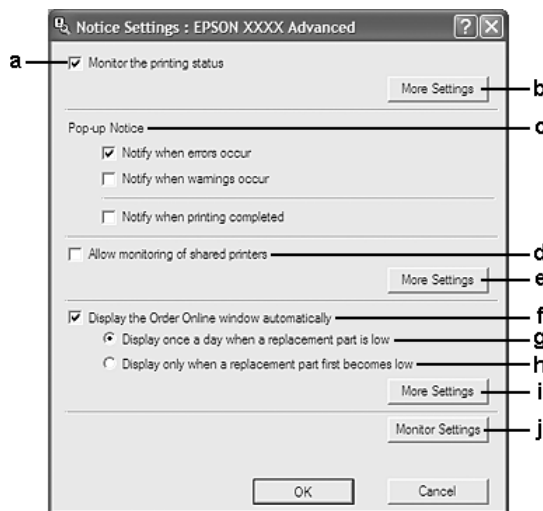 Notice Settings : EPSON XXXX Advanced
a Monitor the printing status
More Settings b
Pop-up Notice c
Notify when errors occur
Notify when warnings occur
Notify when printing completed
Allow monitoring of shared printers d
More Settings e
Display the Order Online window automatically f
Display once a day when a replacement part is low g
Display only when a replacement part first becomes low h
More Settings i
Monitor Settings j
OK Cancel